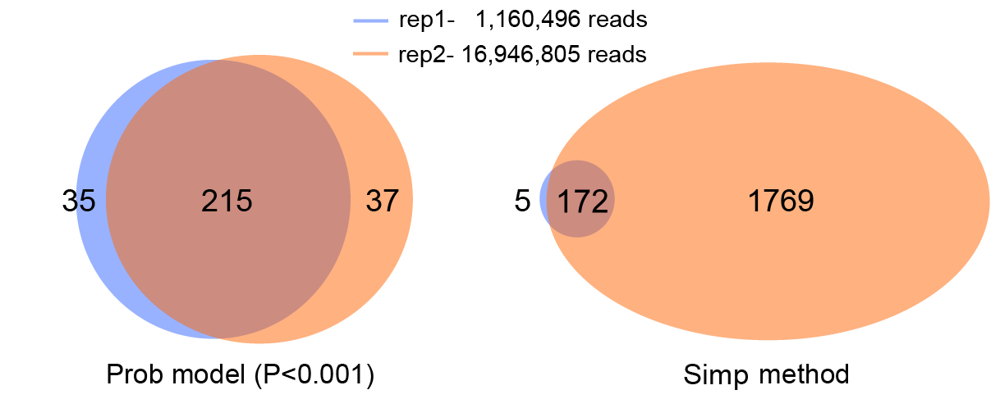 rep1- 1,160,496 reads
rep2- 16,946,805 reads
35 215 37
5 172 1769
Prob model (P<0.001)
Simp method